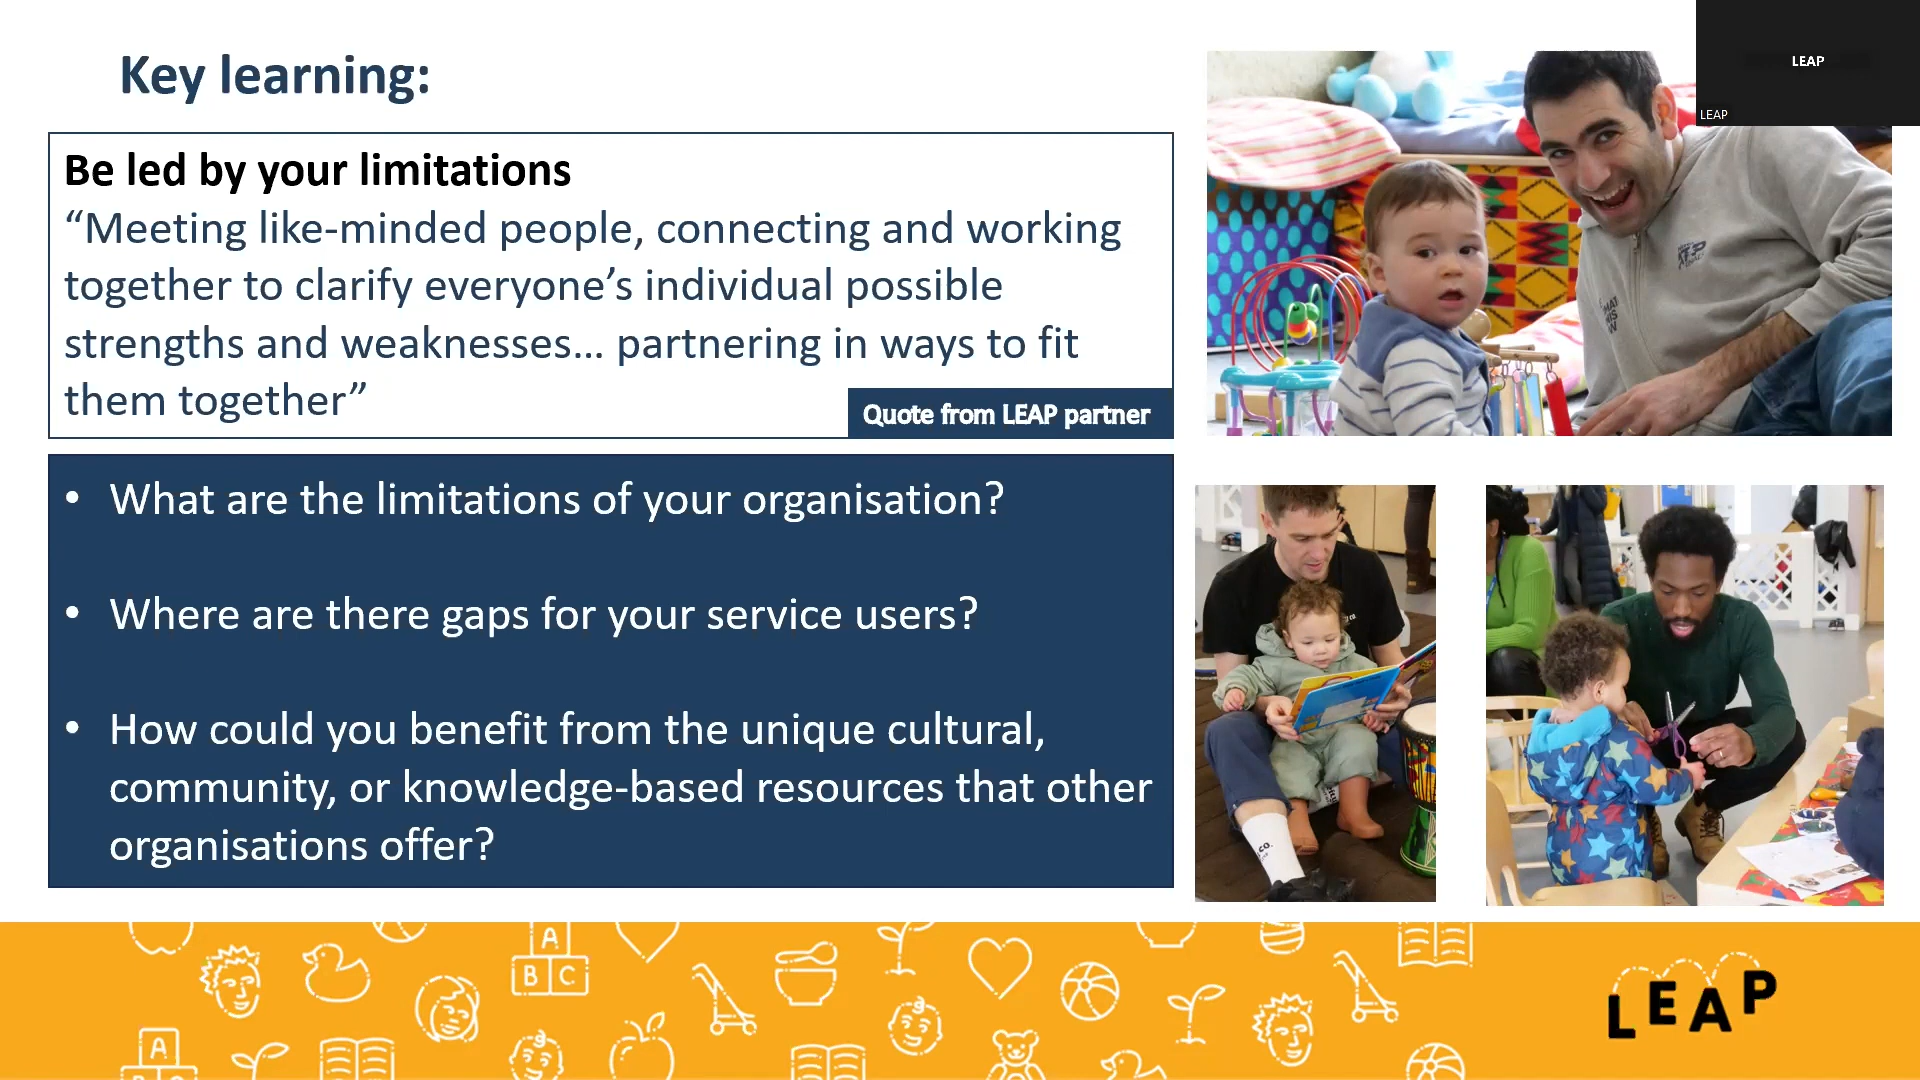 Key learning:
Be led by your limitations
“Meeting like-minded people, connecting and working
together to clarify everyone’s individual possible
strengths and weaknesses… partnering in ways to fit
them together”
Quote from LEAP partner
• What are the limitations of your organisation?
• Where are there gaps for your service users?
• How could you benefit from the unique cultural,
community, or knowledge-based resources that other
organisations offer?
LEAP
LEAP
A
B C
A
LEAP